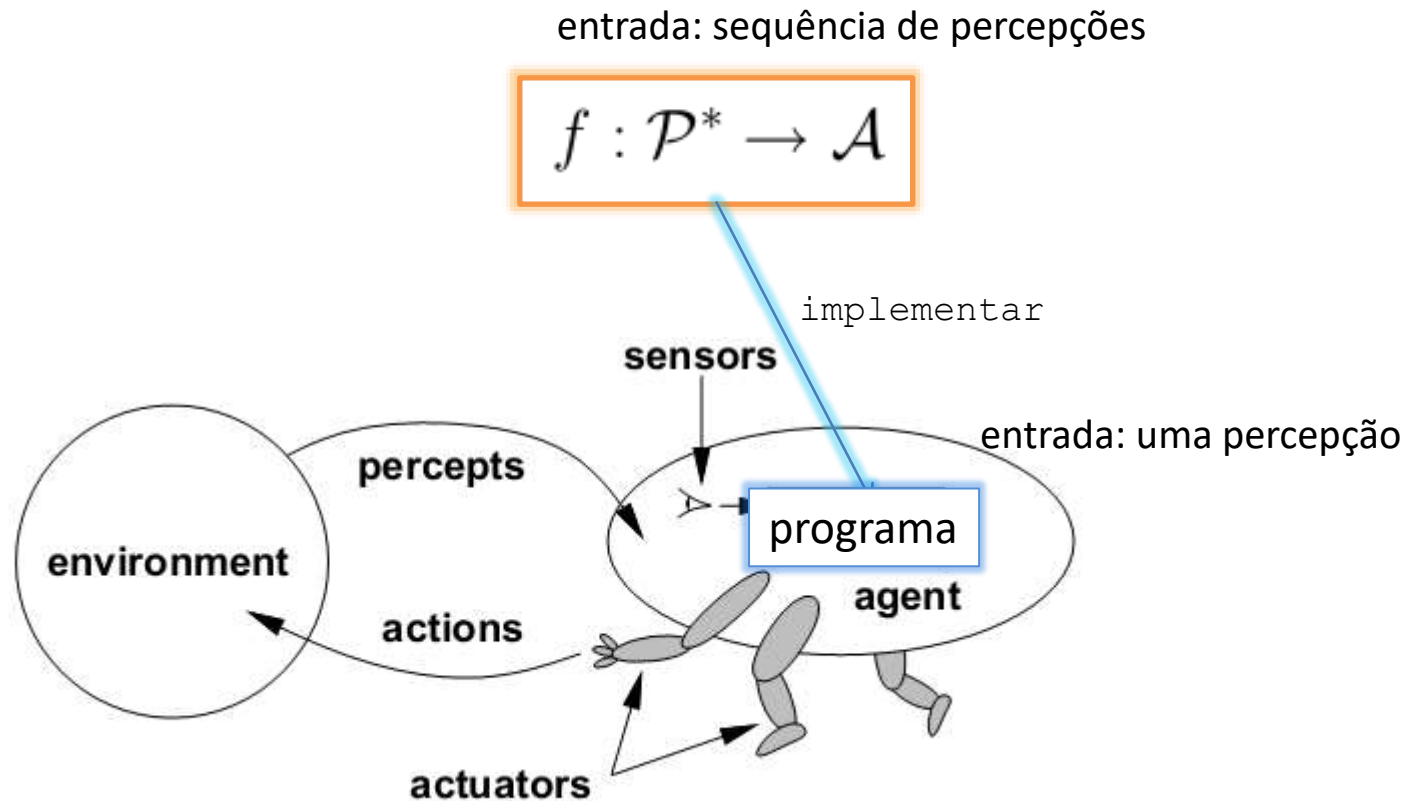 entrada: sequência de percepções
f : P* → A
implementar
sensors
entrada: uma percepção
percepts
programa
environment
agent
actions
actuators